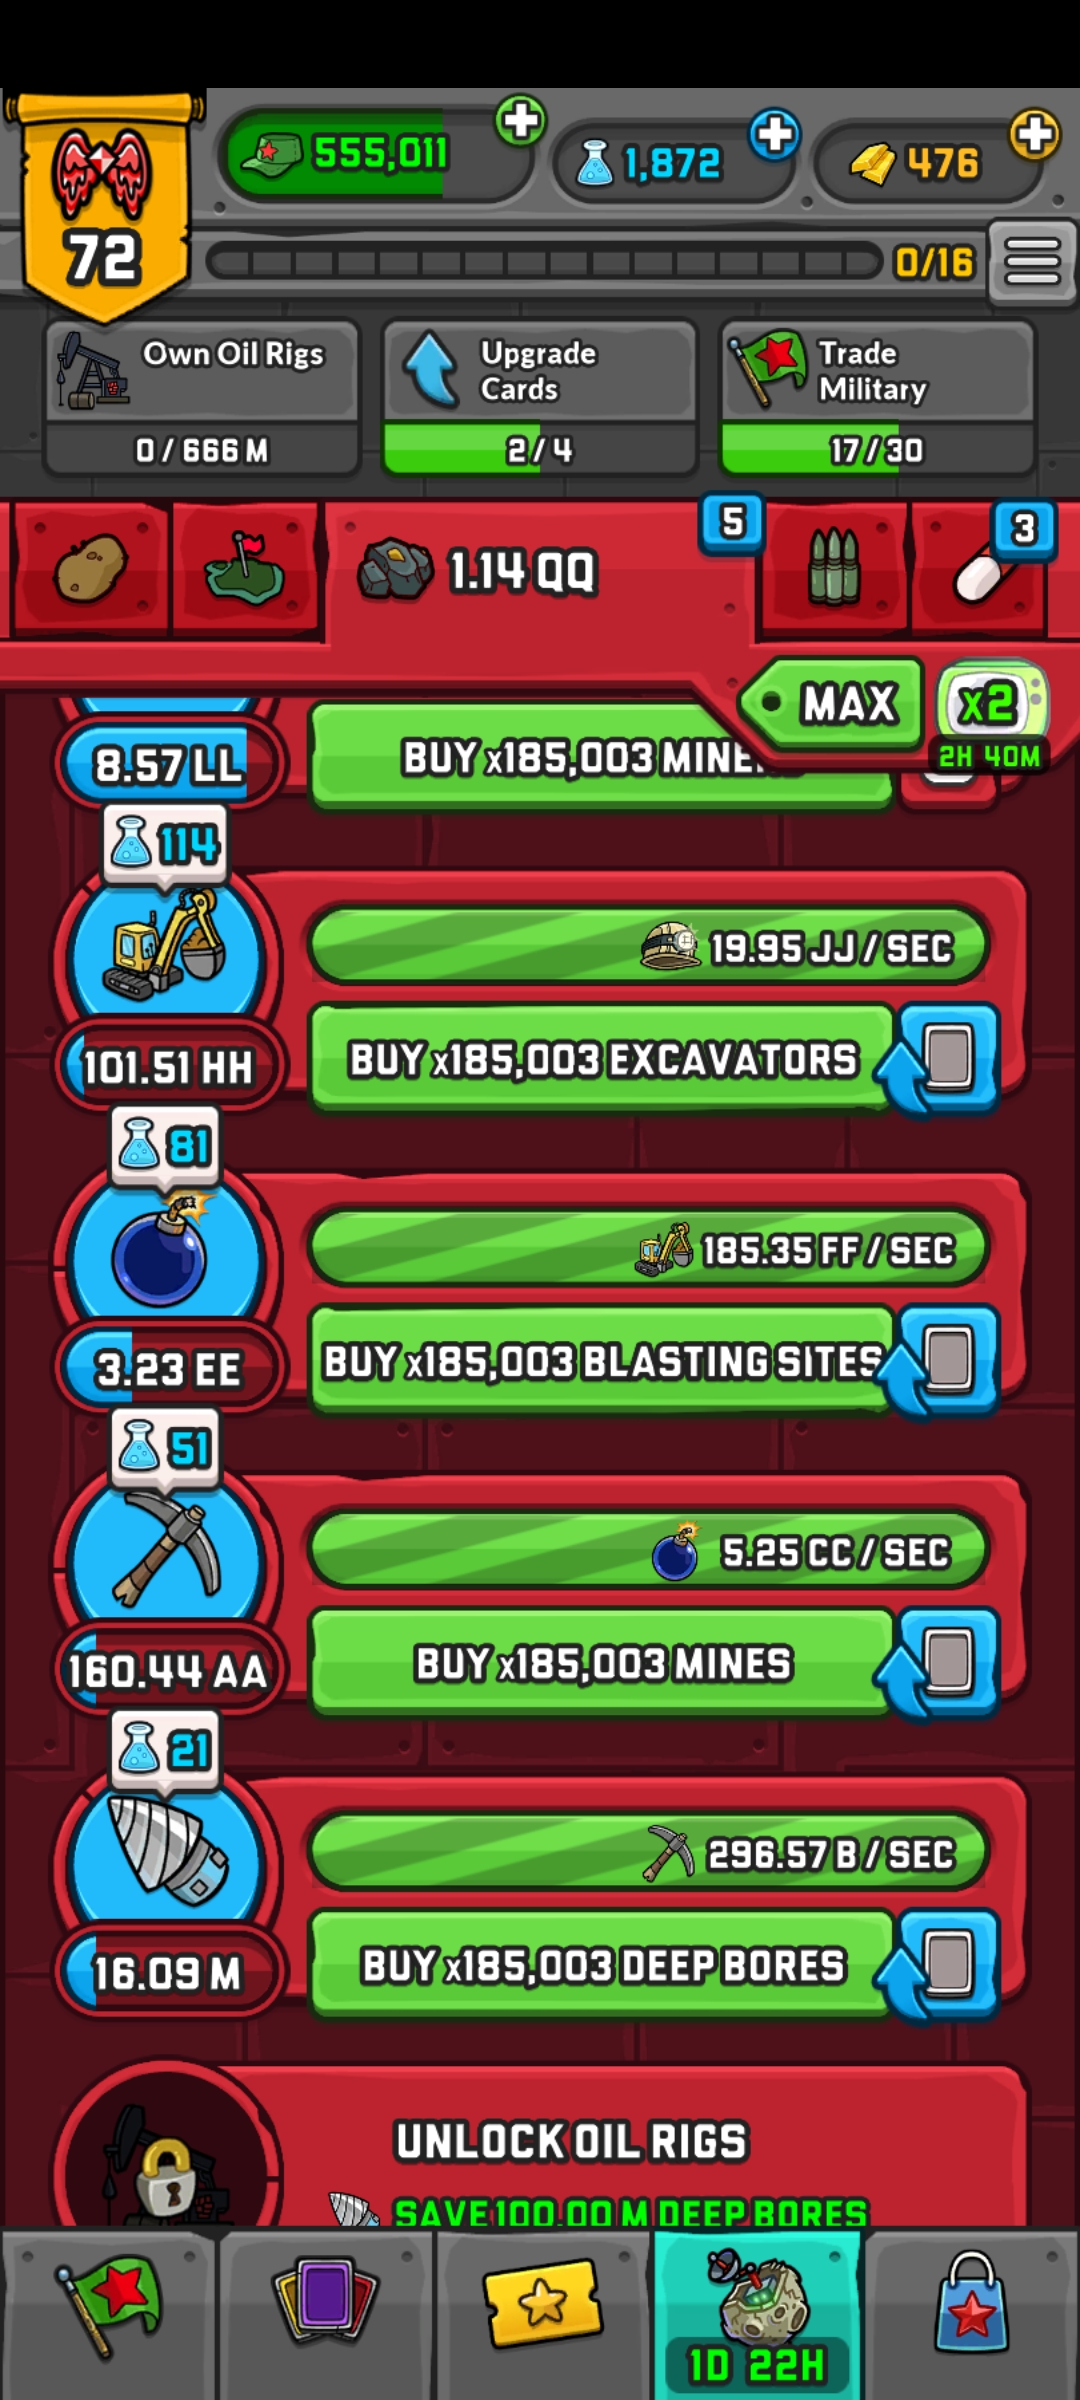 555,011
1,872
476
72
0/16
Own Oil Rigs
0 / 666 M
Upgrade
Cards
2 / 4
Trade
Military
17 / 30
1.14 QQ
5
3
MAX
x2
2H 40M
8.57 LL
BUY x185,003
114
19.95 JJ / SEC
101.51 HH
BUY x185,003 EXCAVATORS
81
185.35 FF / SEC
3.23 EE
BUY x185,003 BLASTING SITES
51
5.25 CC / SEC
160.44 AA
BUY x185,003 MINES
21
296.57 B / SEC
16.09 M
BUY x185,003 DEEP BORES
UNLOCK OIL RIGS
SAVE 100.00 M DEEP BORES
1D 22H